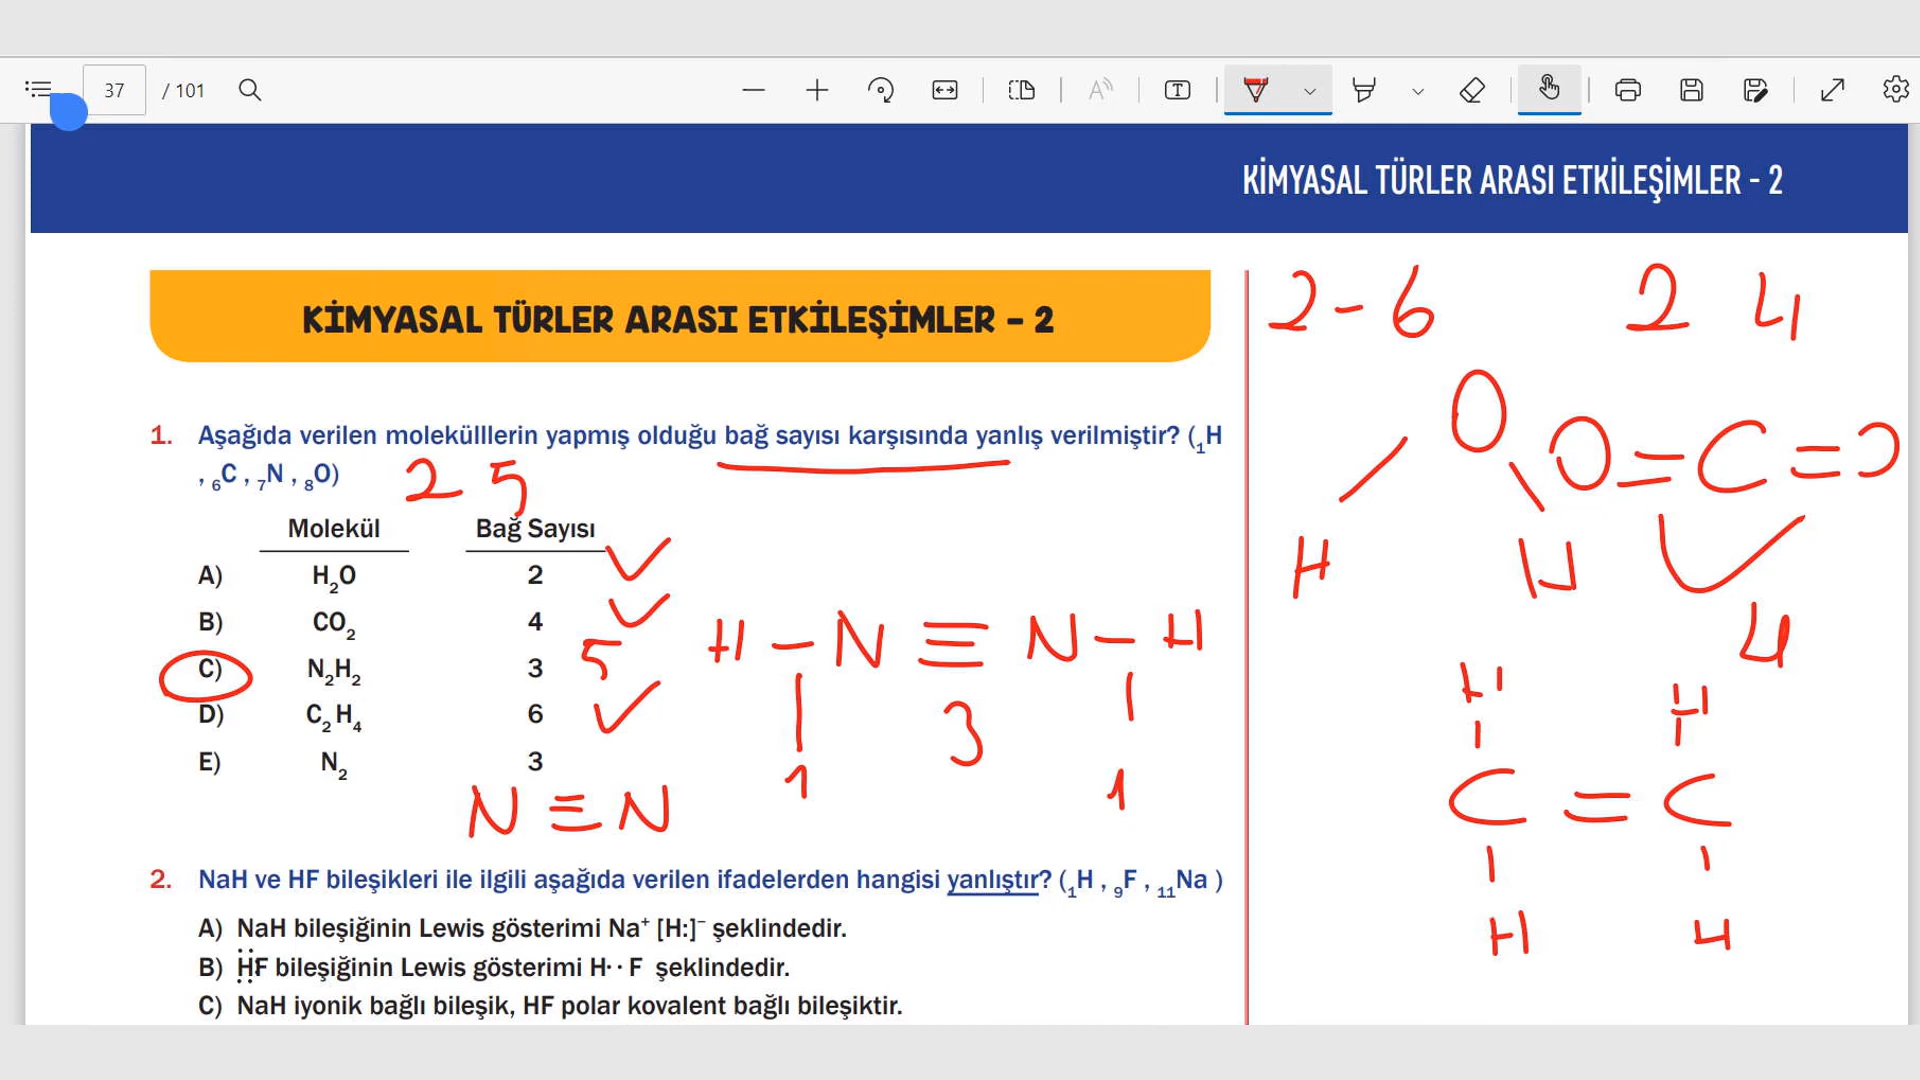 37 / 101
KİMYASAL TÜRLER ARASI ETKİLEŞİMLER - 2
KİMYASAL TÜRLER ARASI ETKİLEŞİMLER – 2
1. Aşağıda verilen molekülllerin yapmış olduğu bağ sayısı karşısında yanlış verilmiştir? (₁H
, ₆C , ₇N , ₈O)
2 5
Molekül Bağ Sayısı
A) H₂O 2
B) CO₂ 4
C) N₂H₂ 3 5
D) C₂H₄ 6
E) N₂ 3
H – N ≡ N – H
1 3 1
N ≡ N
2. NaH ve HF bileşikleri ile ilgili aşağıda verilen ifadelerden hangisi yanlıştır? (₁H , ₉F , ₁₁Na )
A) NaH bileşiğinin Lewis gösterimi Na⁺ [H:]⁻ şeklindedir.
B) HF bileşiğinin Lewis gösterimi H·· F şeklindedir.
C) NaH iyonik bağlı bileşik, HF polar kovalent bağlı bileşiktir.
2 - 6 2 4
O
H H
O = C = O
4
H H
C = C
H H